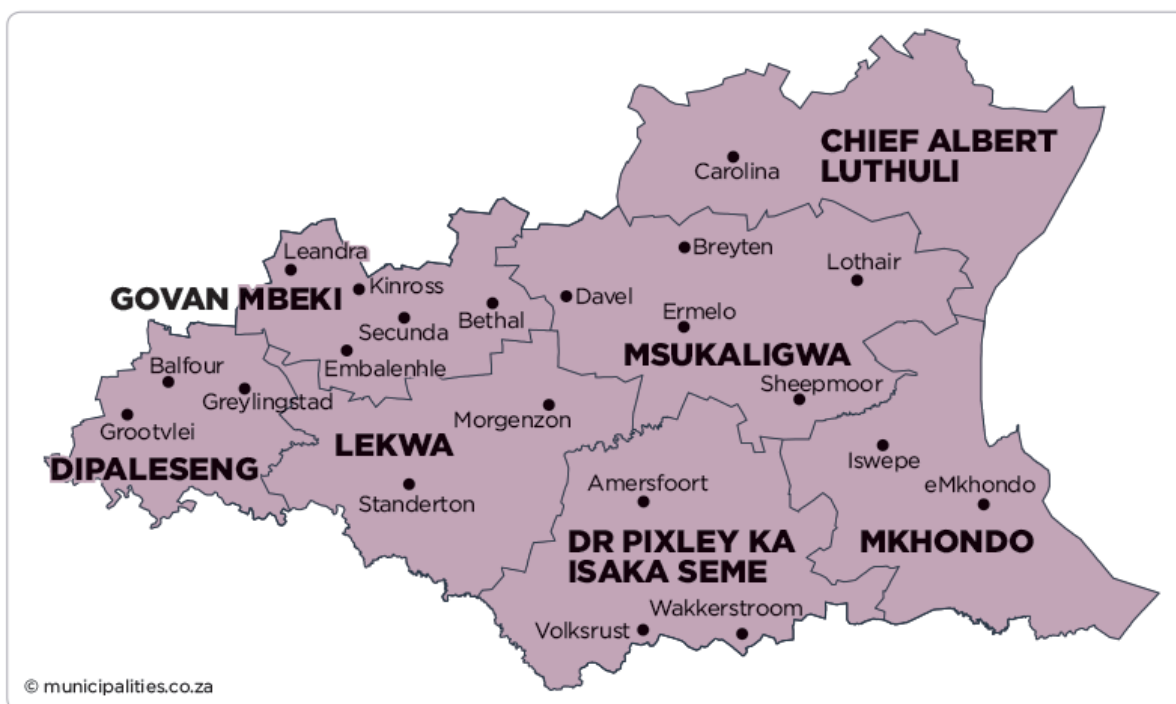 CHIEF ALBERT
LUTHULI
Carolina
Breyten
Lothair
Leandra
Kinross
GOVAN MBEKI
Davel
Bethal
Secunda
Ermelo
MSUKALIGWA
Embalenhle
Balfour
Sheepmoor
Greylingstad
Morgenzon
Grootvlei
LEKWA
DIPALESENG
Iswepe
Amersfoort
eMkhondo
Standerton
DR PIXLEY KA
ISAKA SEME
MKHONDO
Wakkerstroom
Volksrust
© municipalities.co.za